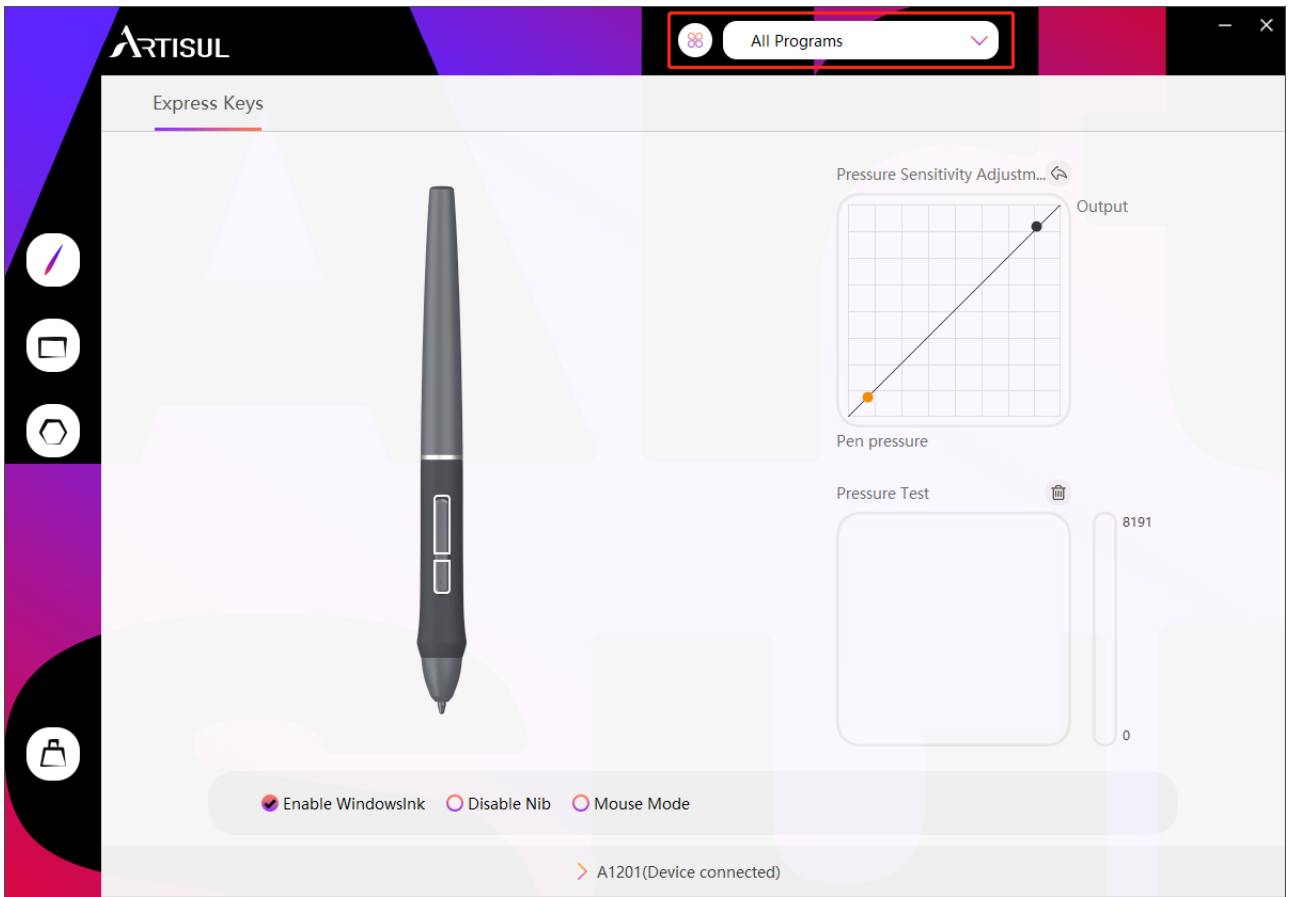 ARTISUL
All Programs
Express Keys
Pressure Sensitivity Adjustm...
Output
Pen pressure
Pressure Test
8191
0
Enable WindowsInk
Disable Nib
Mouse Mode
A1201(Device connected)